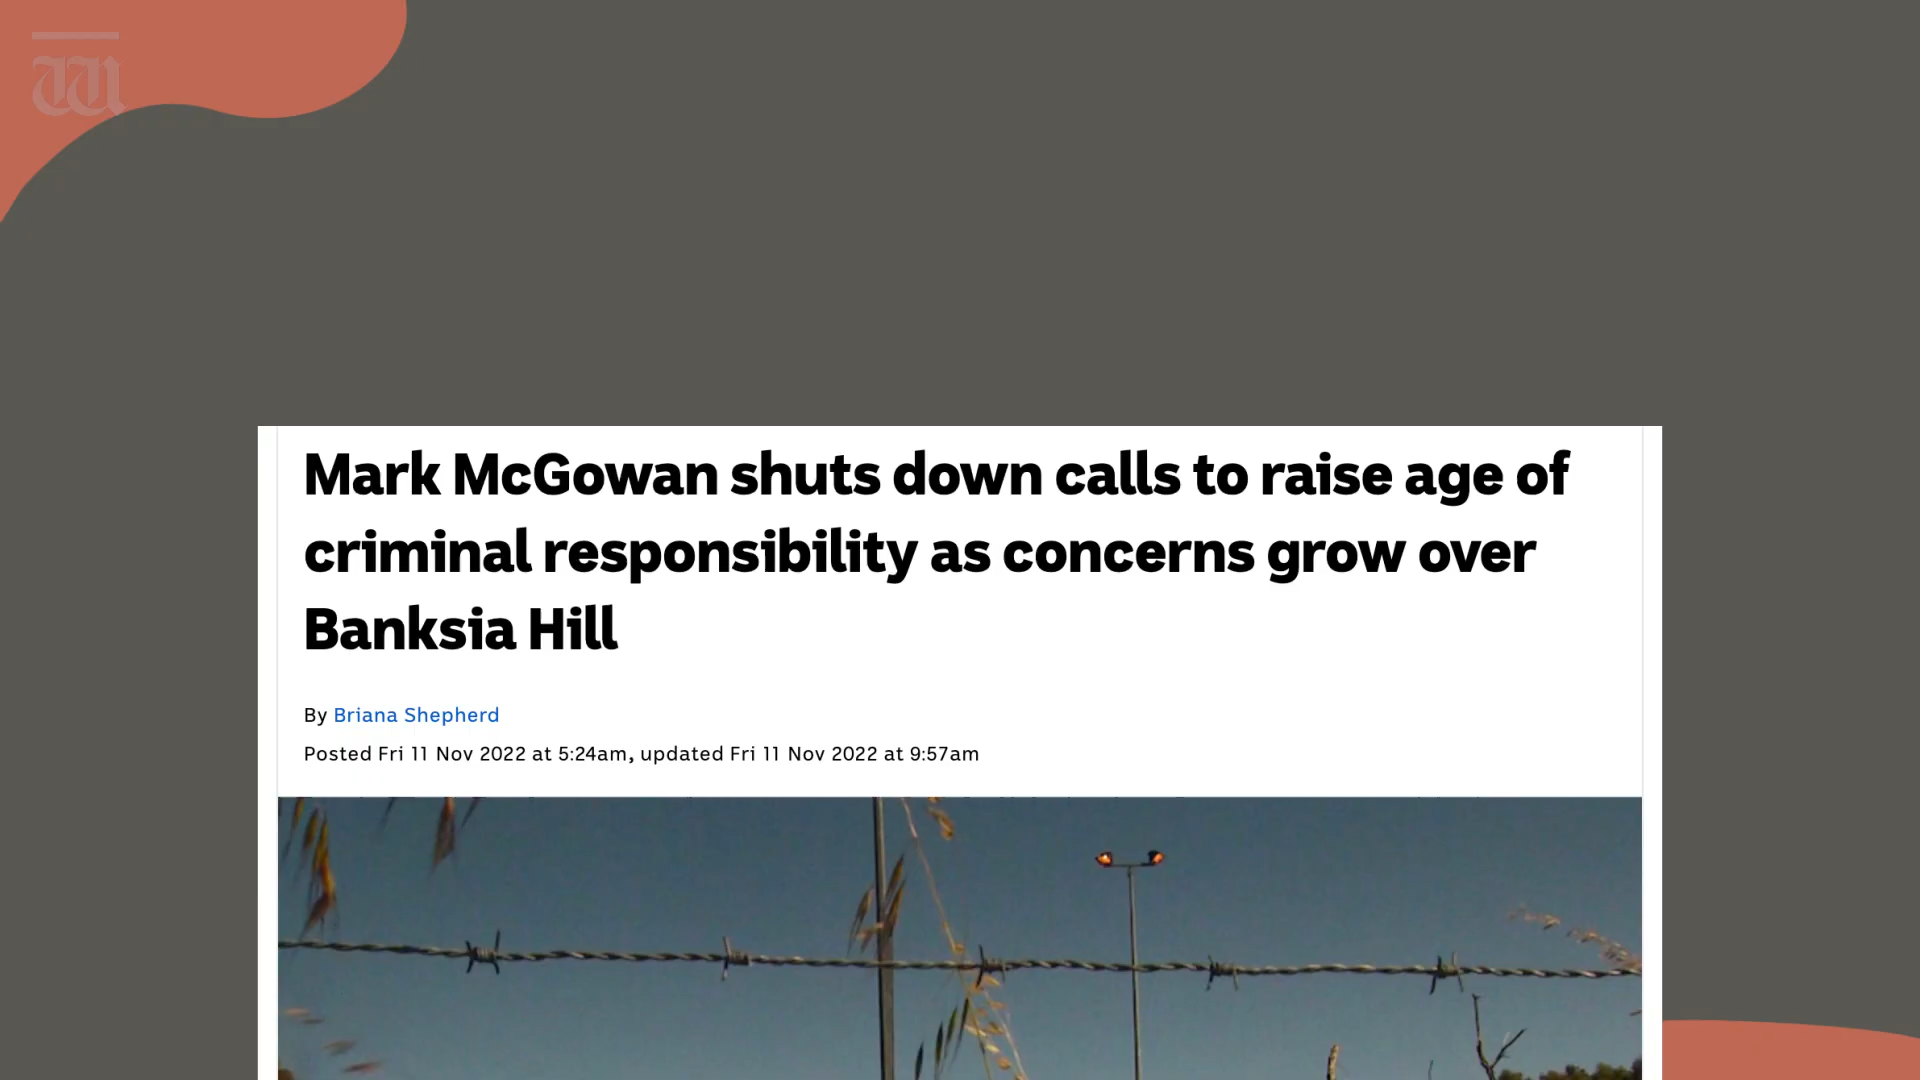 Mark McGowan shuts down calls to raise age of
criminal responsibility as concerns grow over
Banksia Hill
By Briana Shepherd
Posted Fri 11 Nov 2022 at 5:24am, updated Fri 11 Nov 2022 at 9:57am